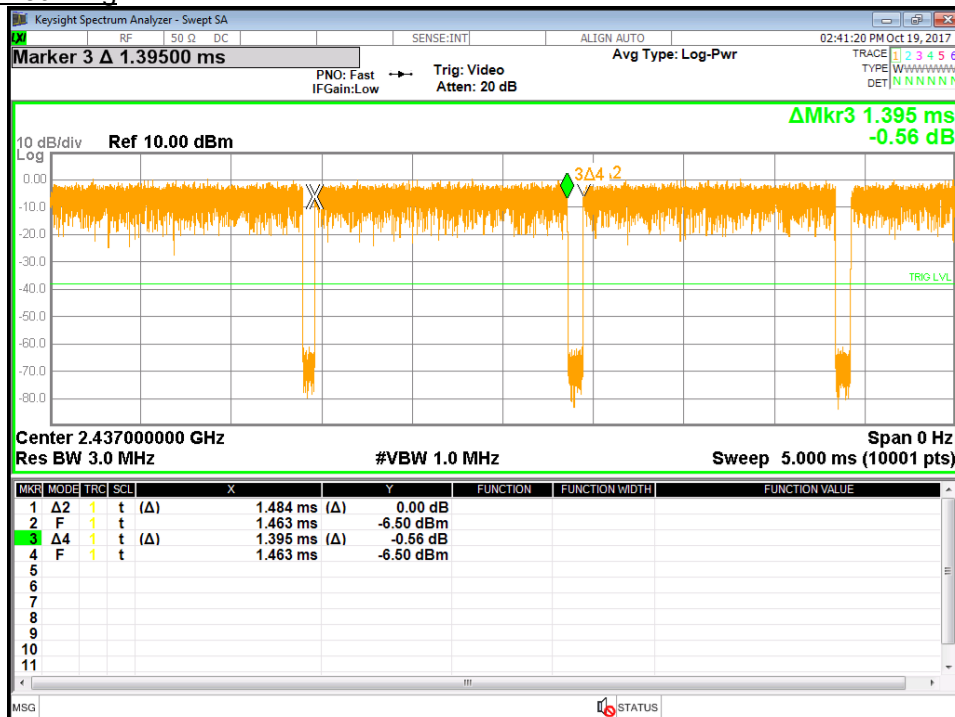 Keysight Spectrum Analyzer - Swept SA
LXI RF 50 Ω DC SENSE:INT ALIGN AUTO 02:41:20 PM Oct 19, 2017
Marker 3 Δ 1.39500 ms
PNO: Fast Trig: Video Avg Type: Log-Pwr TRACE 1 2 3 4 5 6
IFGain:Low Atten: 20 dB TYPE WWWWWW
DET N N N N N N
ΔMkr3 1.395 ms
-0.56 dB
10 dB/div Ref 10.00 dBm
Log
0.00
3Δ4
2
-10.0
-20.0
-30.0
TRIG LVL
-40.0
-50.0
-60.0
-70.0
-80.0
Center 2.437000000 GHz Span 0 Hz
Res BW 3.0 MHz #VBW 1.0 MHz Sweep 5.000 ms (10001 pts)
MKR MODE TRC SCL X Y FUNCTION FUNCTION WIDTH FUNCTION VALUE
1 Δ2 1 t (Δ) 1.484 ms (Δ) 0.00 dB
2 F 1 t 1.463 ms -6.50 dBm
3 Δ4 1 t (Δ) 1.395 ms (Δ) -0.56 dB
4 F 1 t 1.463 ms -6.50 dBm
5
6
7
8
9
10
11
MSG STATUS